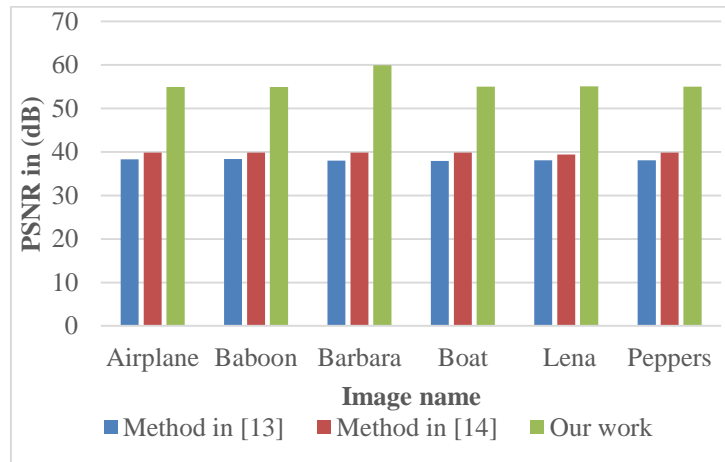 70
60
50
40
30
20
10
0
PSNR in (dB)
Airplane Baboon Barbara Boat Lena Peppers
Image name
Method in [13] Method in [14] Our work